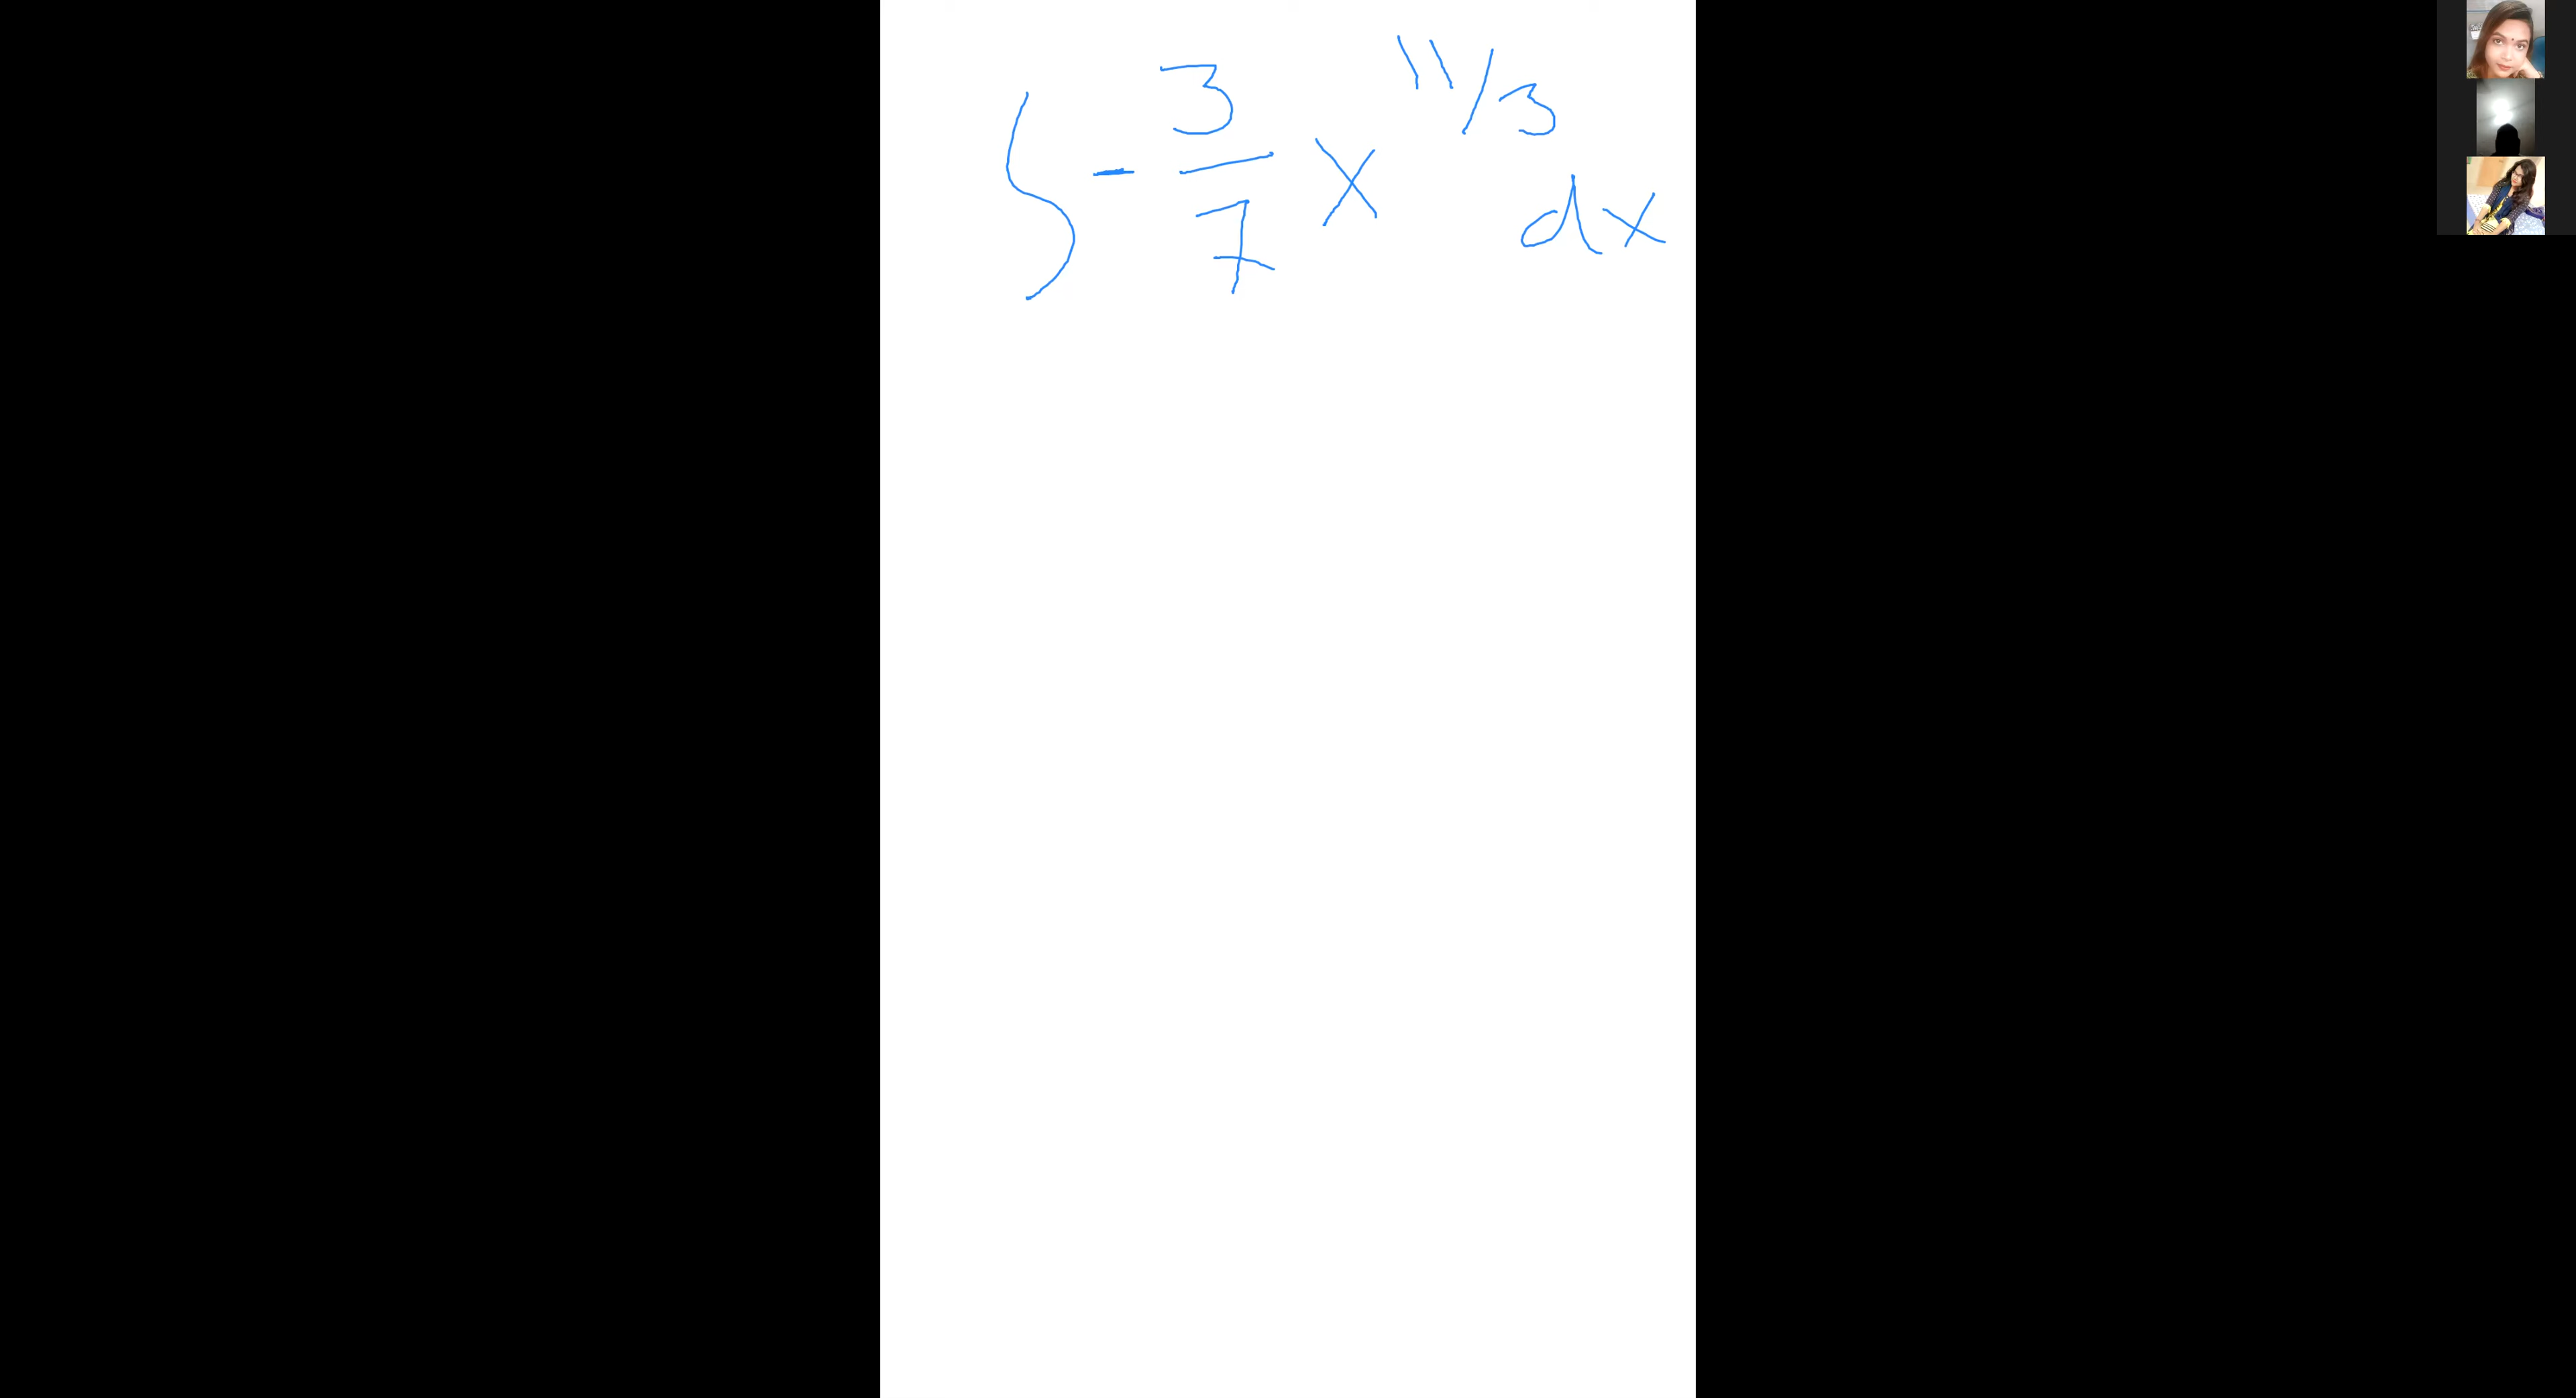 ∫ - 3/7 x^11/3 dx